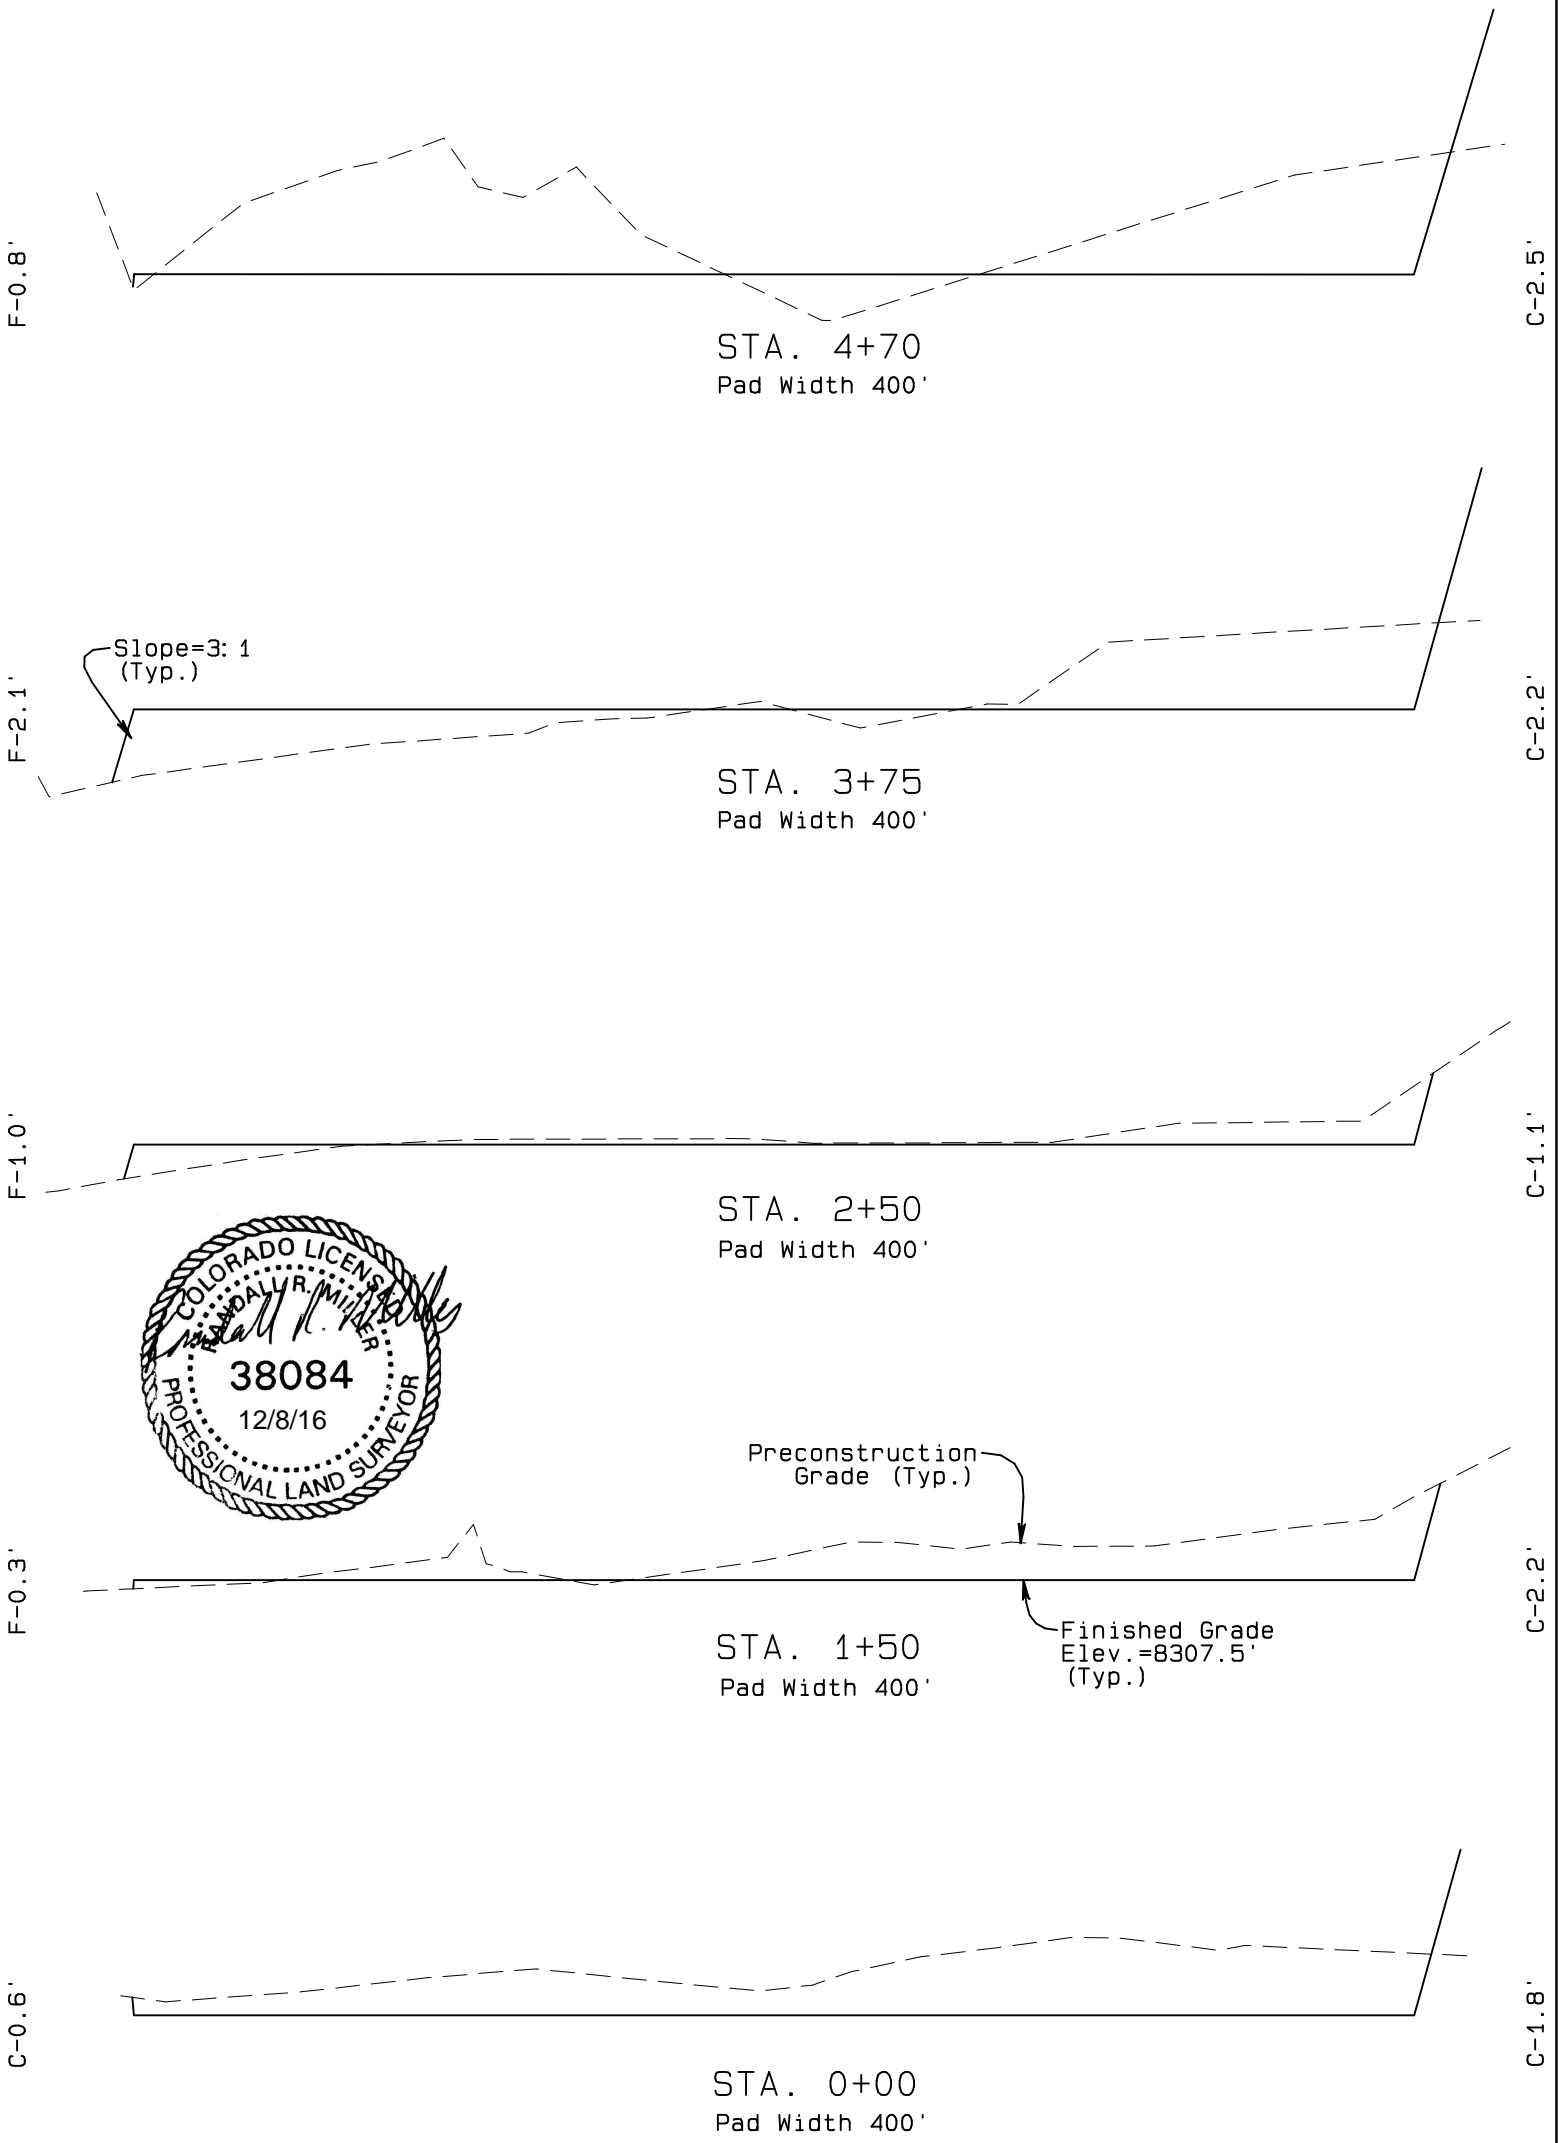 F-0.8'
C-2.5'
STA. 4+70
Pad Width 400'
Slope=3:1
(Typ.)
F-2.1'
C-2.2'
STA. 3+75
Pad Width 400'
F-1.0'
C-1.1'
STA. 2+50
Pad Width 400'
COLORADO LICENSED
RANDALL R. MILLER
38084
12/8/16
PROFESSIONAL LAND SURVEYOR
Preconstruction
Grade (Typ.)
F-0.3'
C-2.2'
STA. 1+50
Pad Width 400'
Finished Grade
Elev.=8307.5'
(Typ.)
C-0.6'
C-1.8'
STA. 0+00
Pad Width 400'